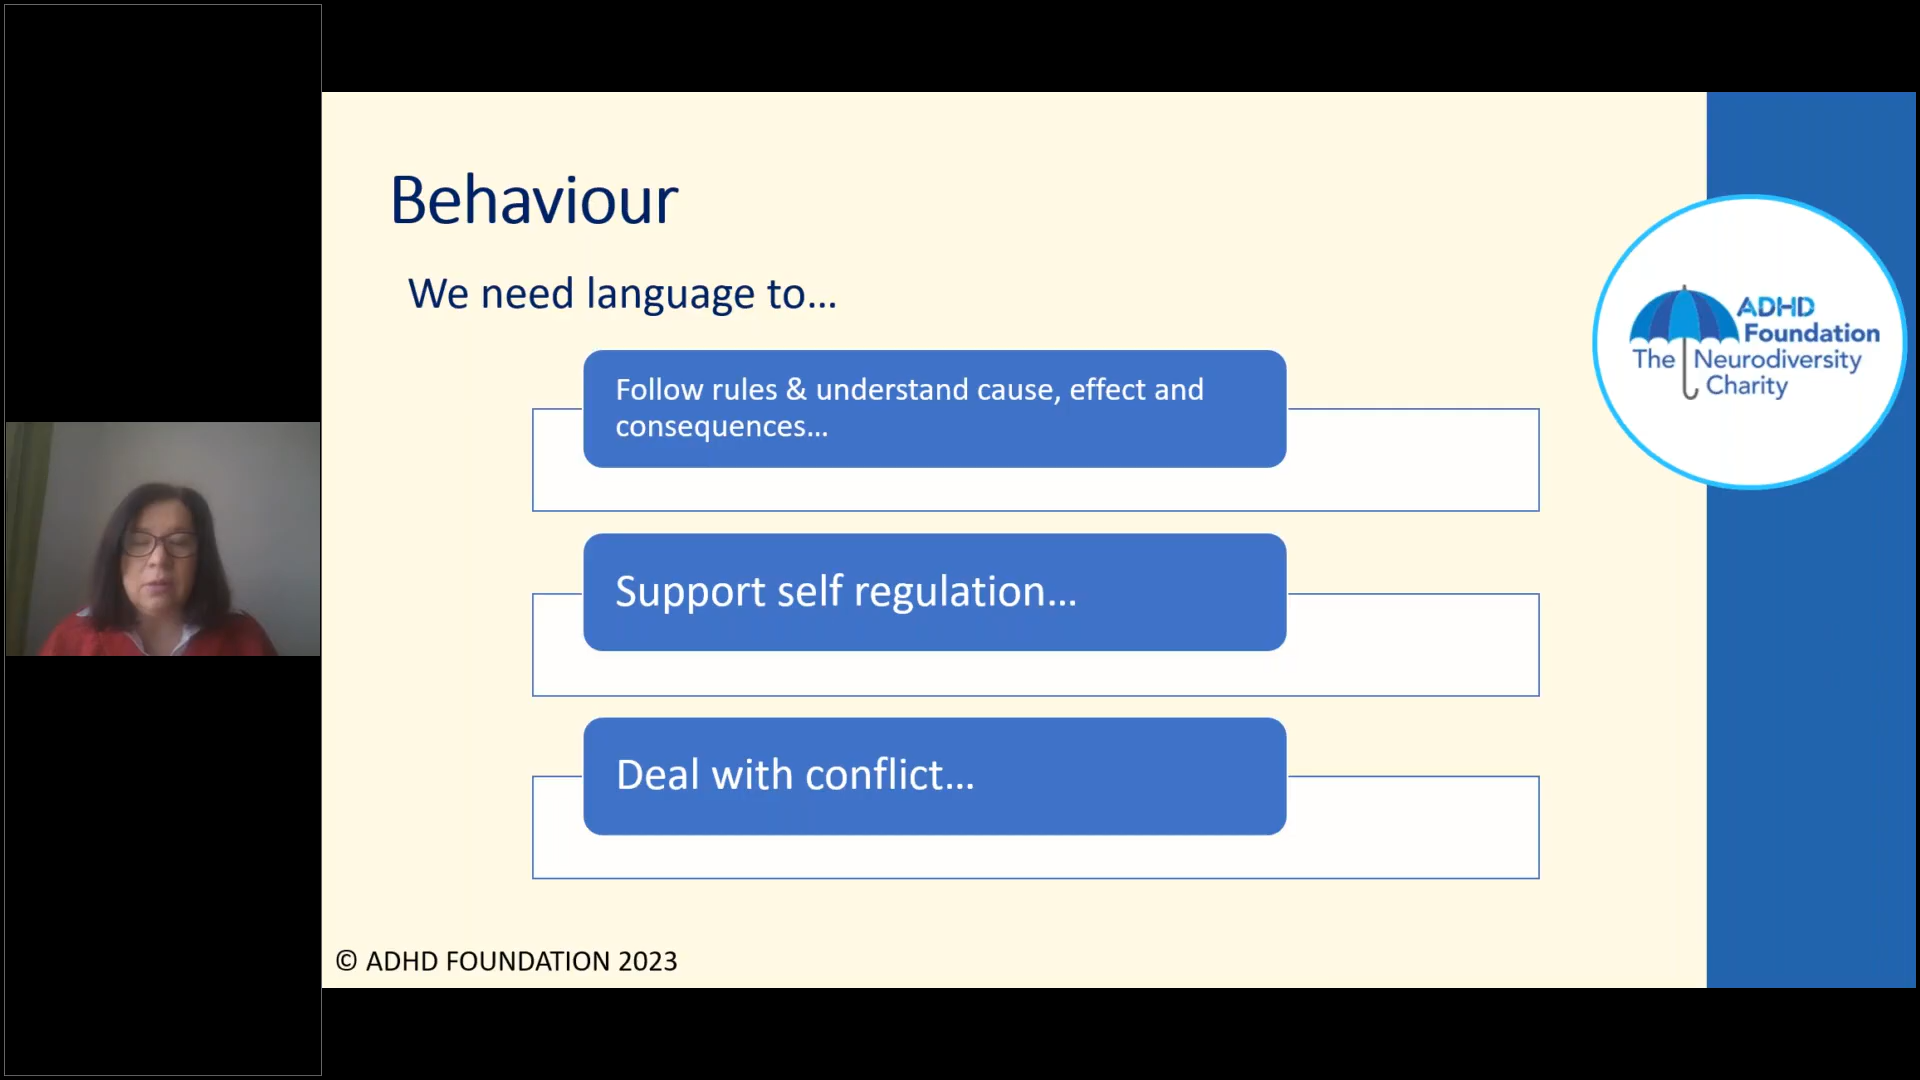 Behaviour
We need language to...
Follow rules & understand cause, effect and
consequences...
Support self regulation...
Deal with conflict...
© ADHD FOUNDATION 2023
ADHD
Foundation
The Neurodiversity
Charity